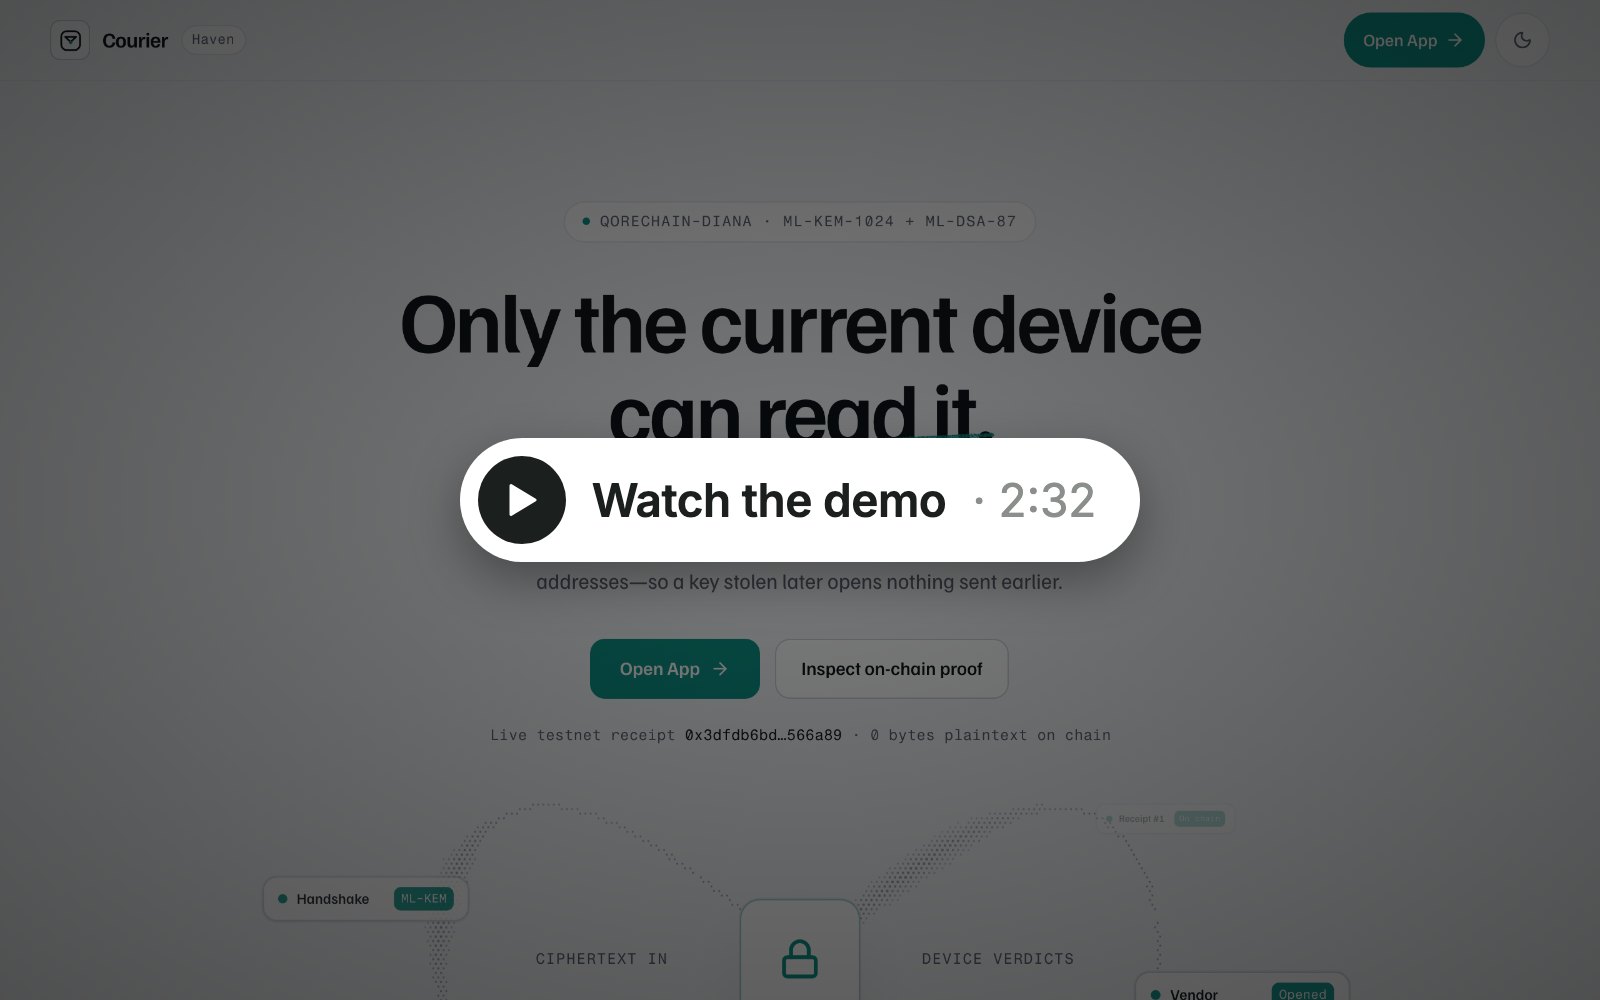 Courier Haven
Open App
QORECHAIN-DIANA · ML-KEM-1024 + ML-DSA-87
Only the current device
can read it.
Watch the demo · 2:32
addresses—so a key stolen later opens nothing sent earlier.
Open App
Inspect on-chain proof
Live testnet receipt 0x3dfdb6bd…566a89 · 0 bytes plaintext on chain
Receipt #1 On chain
Handshake ML-KEM
CIPHERTEXT IN
DEVICE VERDICTS
Vendor Opened